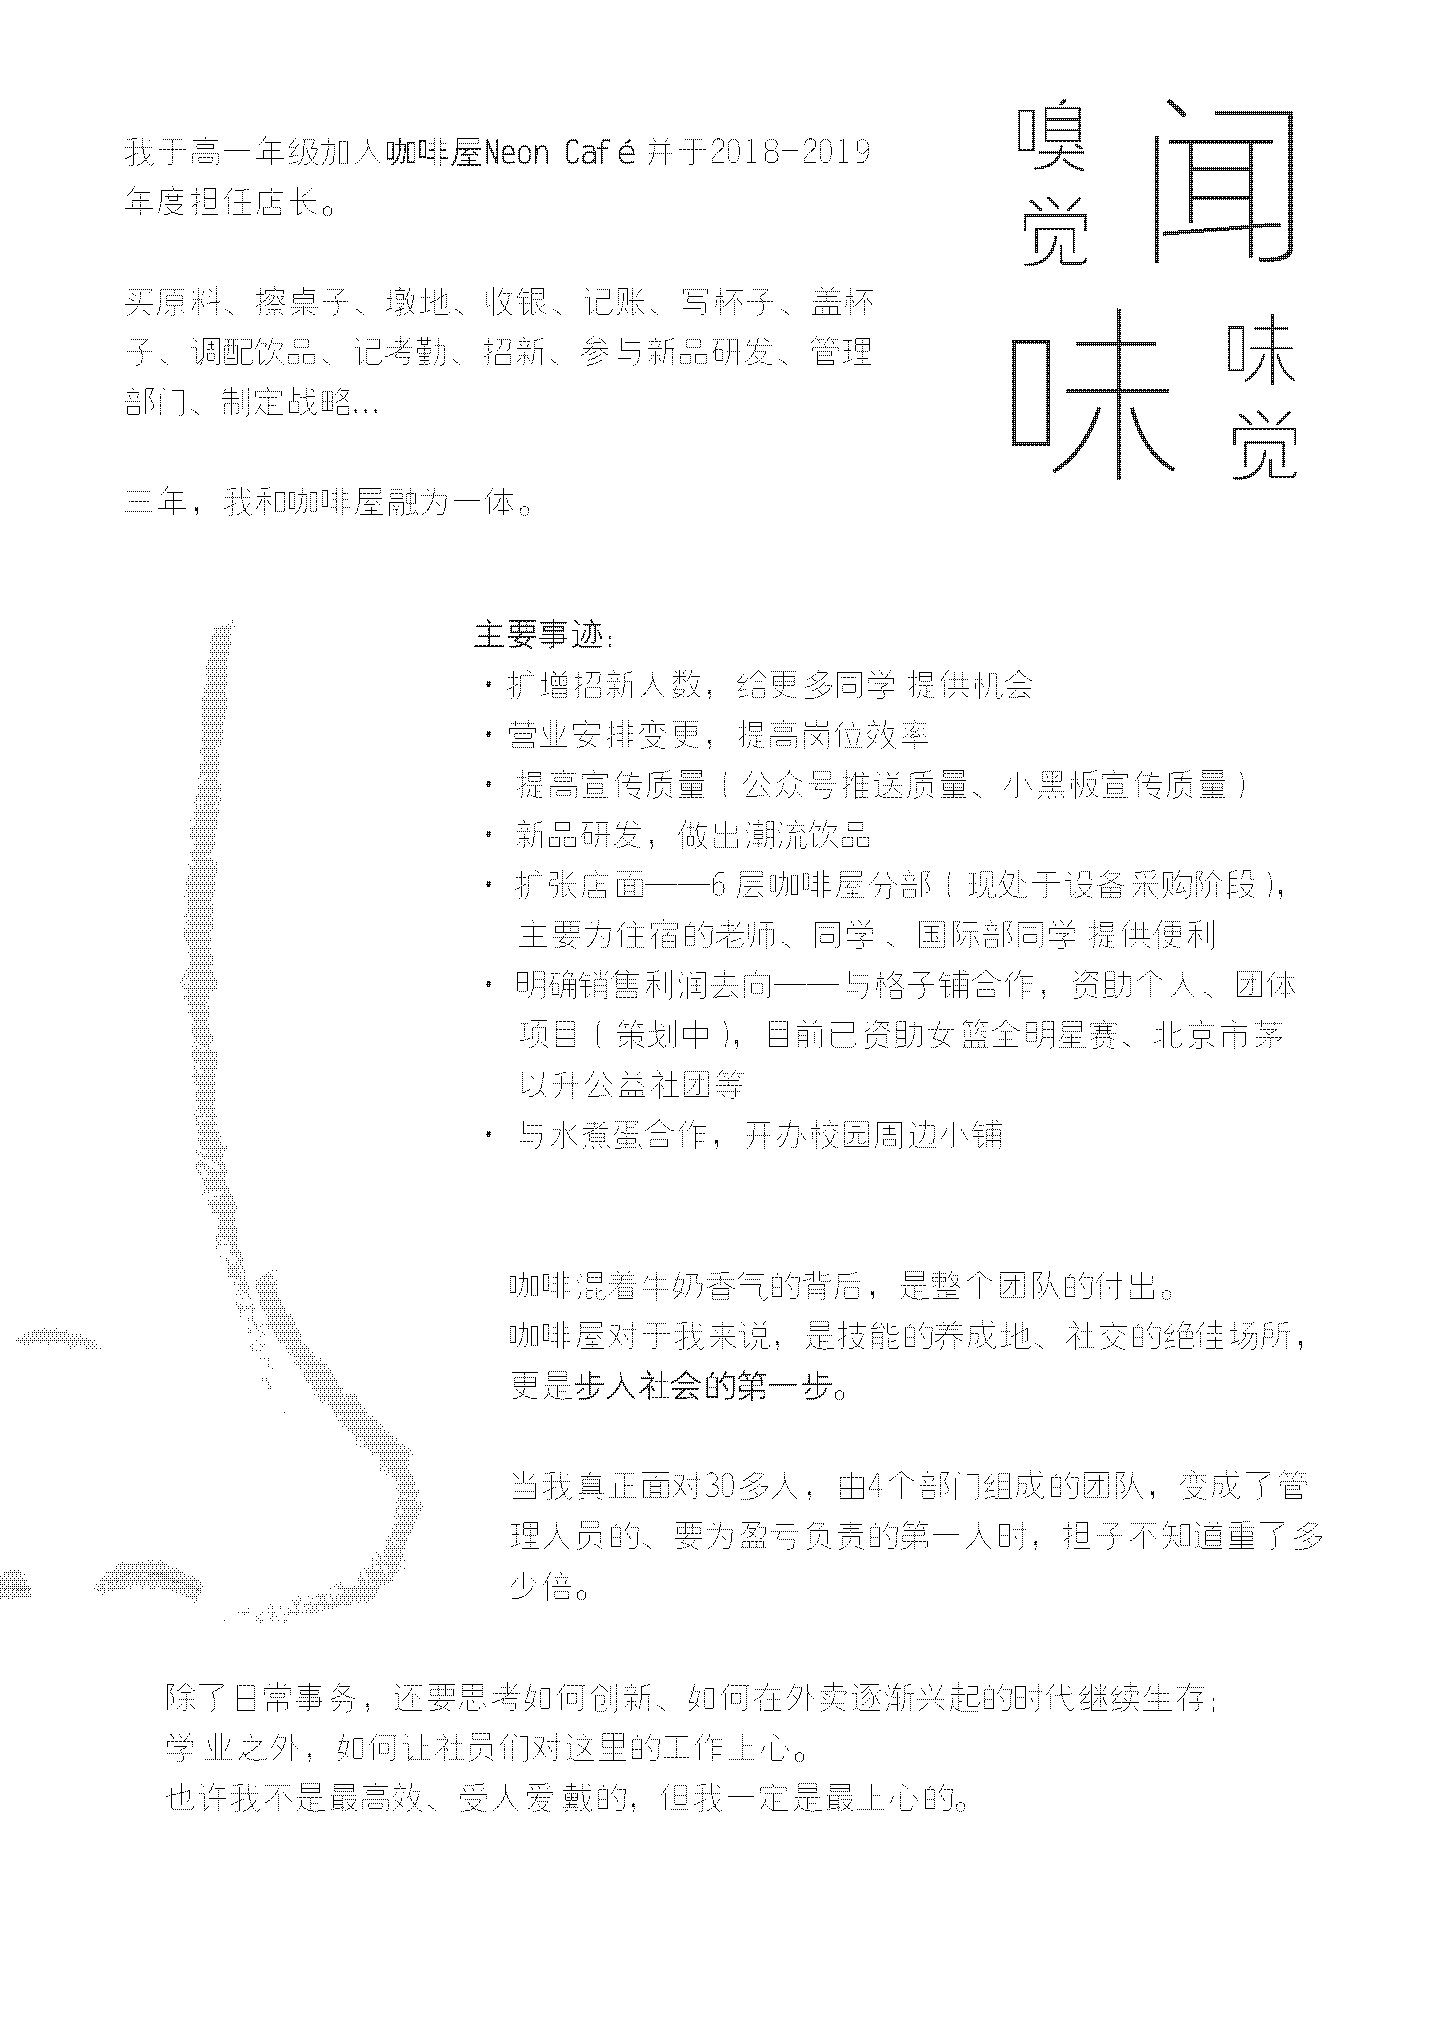 嗅觉 闻
味 味觉
我于高一年级加入咖啡屋Neon Café 并于2018-2019
年度担任店长。
买原料、擦桌子、墩地、收银、记账、写杯子、盖杯
子、调配饮品、记考勤、招新、参与新品研发、管理
部门、制定战略...
三年，我和咖啡屋融为一体。
主要事迹：
· 扩增招新人数，给更多同学 提供机会
· 营业安排变更，提高岗位效率
· 提高宣传质量（公众号推送质量、小黑板宣传质量）
· 新品研发，做出潮流饮品
· 扩张店面——6 层咖啡屋分部（现处于设备采购阶段），
主要为住宿的老师、同学 、国际部同学 提供便利
· 明确销售利润去向——与格子铺合作，资助个人、团体
项目（策划中），目前已资助女篮全明星赛、北京市茅
以升公益社团等
· 与水煮蛋合作，开办校园周边小铺
咖啡混着牛奶香气的背后，是整个团队的付出。
咖啡屋对于我来说，是技能的养成地、社交的绝佳场所，
更是步入社会的第一步。
当我真正面对30多人，由4个部门组成的团队，变成了管
理人员的、要为盈亏负责的第一人时，担子不知道重了多
少倍。
除了日常事务，还要思考如何创新、如何在外卖逐渐兴起的时代继续生存；
学 业之外，如何让社员们对这里的工作上心。
也许我不是最高效、受人爱 戴的，但我一定是最上心的。